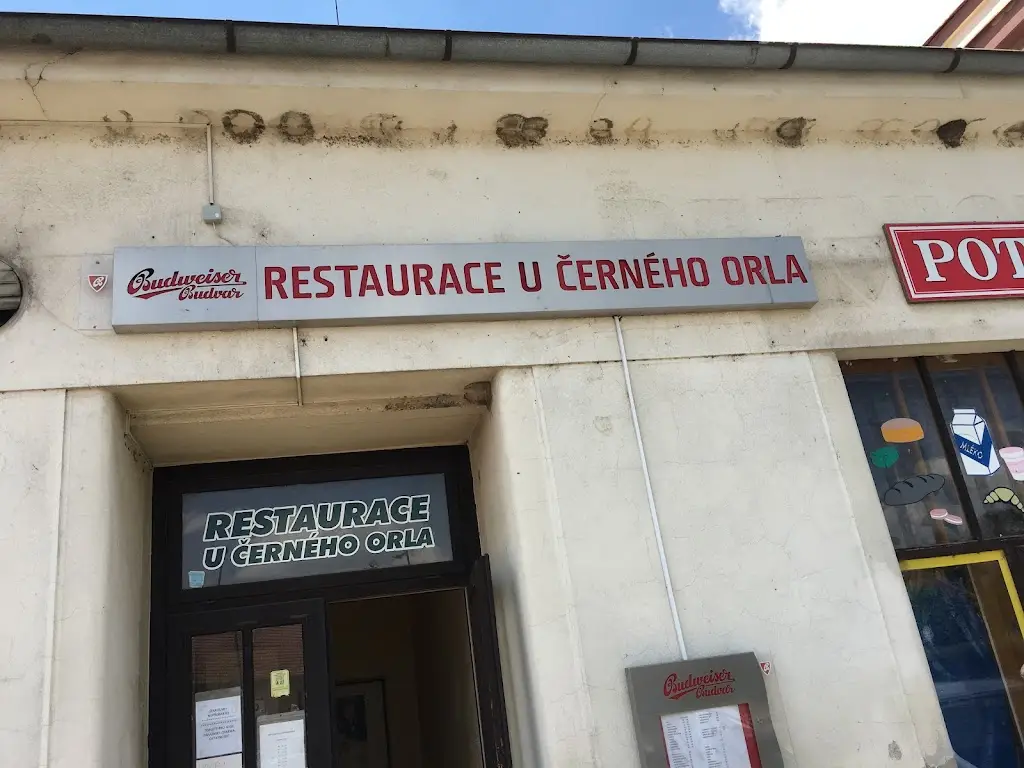 Budweiser
Budvar
RESTAURACE U ČERNÉHO ORLA
POT
MLÉKO
RESTAURACE
U ČERNÉHO ORLA
Budweiser
Budvar